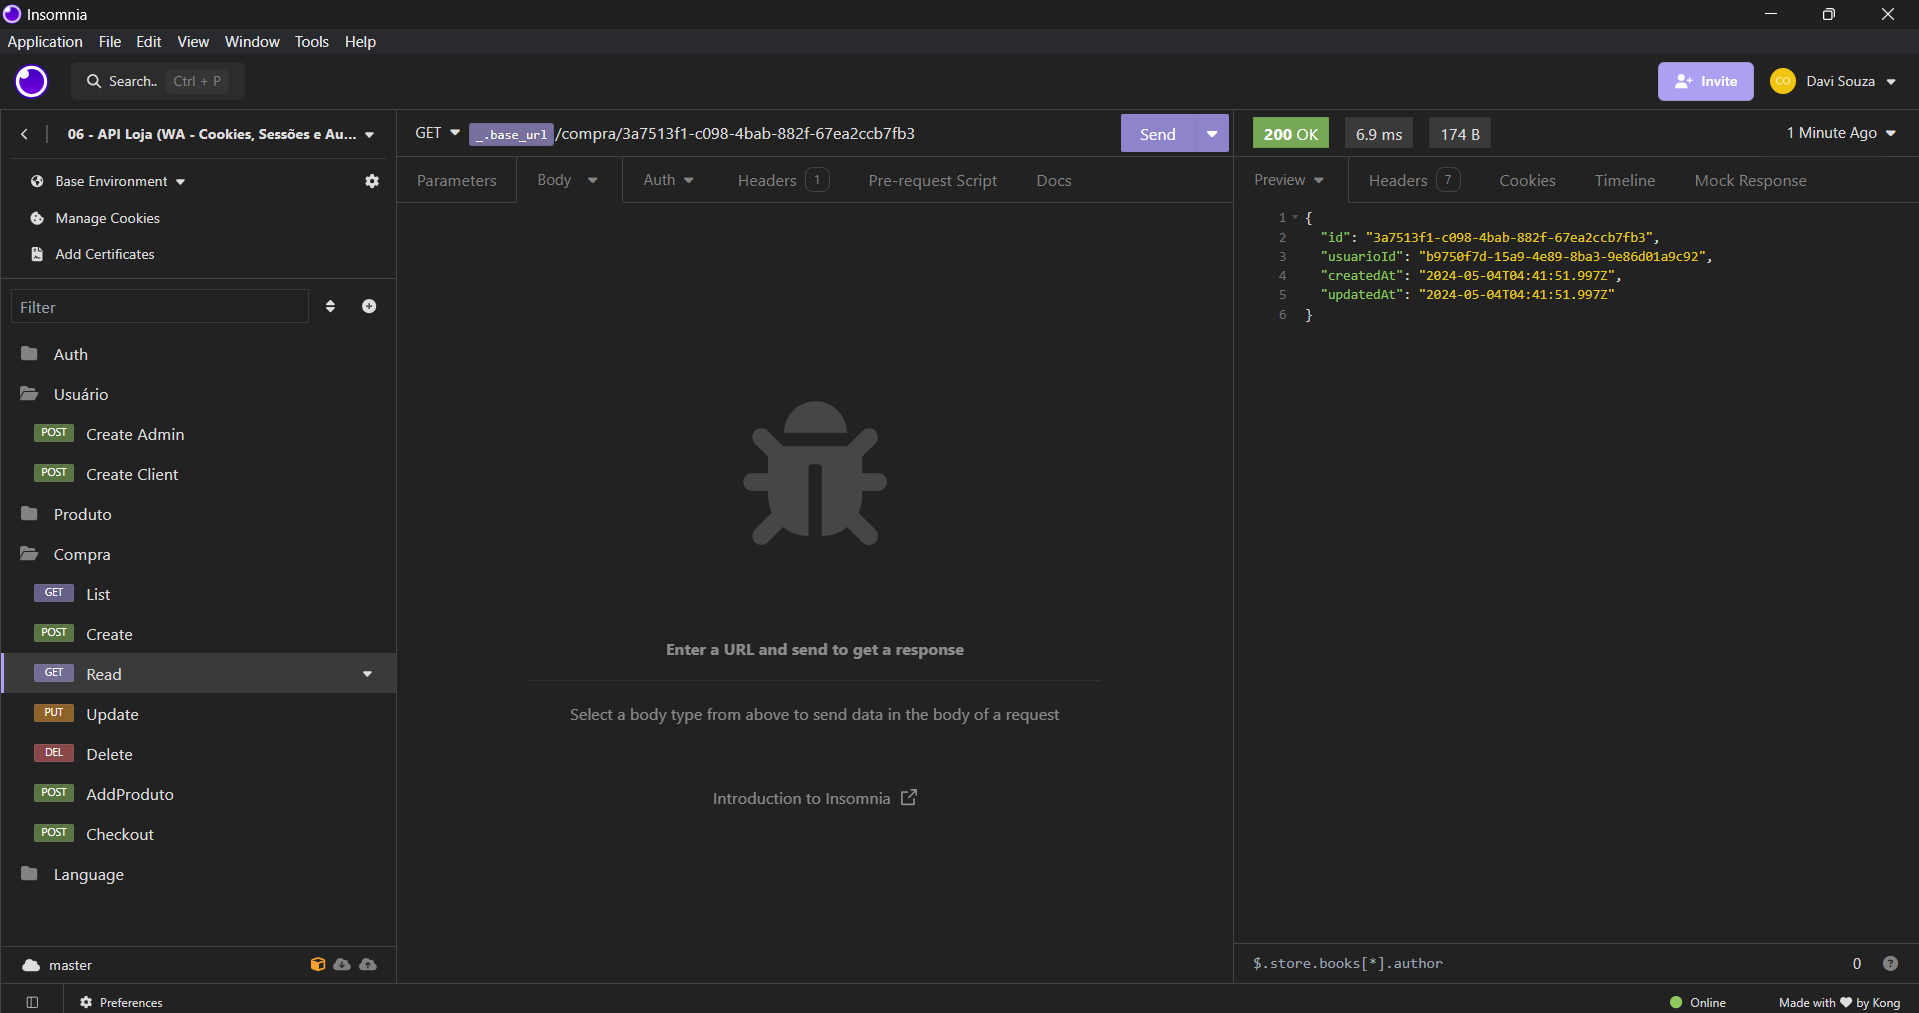 Insomnia
Application File Edit View Window Tools Help
Search.. Ctrl + P
Invite
CO Davi Souza
06 - API Loja (WA - Cookies, Sessões e Au...
Base Environment
Manage Cookies
Add Certificates
Filter
Auth
Usuário
POST Create Admin
POST Create Client
Produto
Compra
GET List
POST Create
GET Read
PUT Update
DEL Delete
POST AddProduto
POST Checkout
Language
master
Preferences
GET _.base_url /compra/3a7513f1-c098-4bab-882f-67ea2ccb7fb3
Send
Parameters Body Auth Headers 1 Pre-request Script Docs
Enter a URL and send to get a response
Select a body type from above to send data in the body of a request
Introduction to Insomnia
200 OK 6.9 ms 174 B 1 Minute Ago
Preview Headers 7 Cookies Timeline Mock Response
1 {
2 "id": "3a7513f1-c098-4bab-882f-67ea2ccb7fb3",
3 "usuarioId": "b9750f7d-15a9-4e89-8ba3-9e86d01a9c92",
4 "createdAt": "2024-05-04T04:41:51.997Z",
5 "updatedAt": "2024-05-04T04:41:51.997Z"
6 }
$.store.books[*].author 0 ?
Online Made with ❤ by Kong